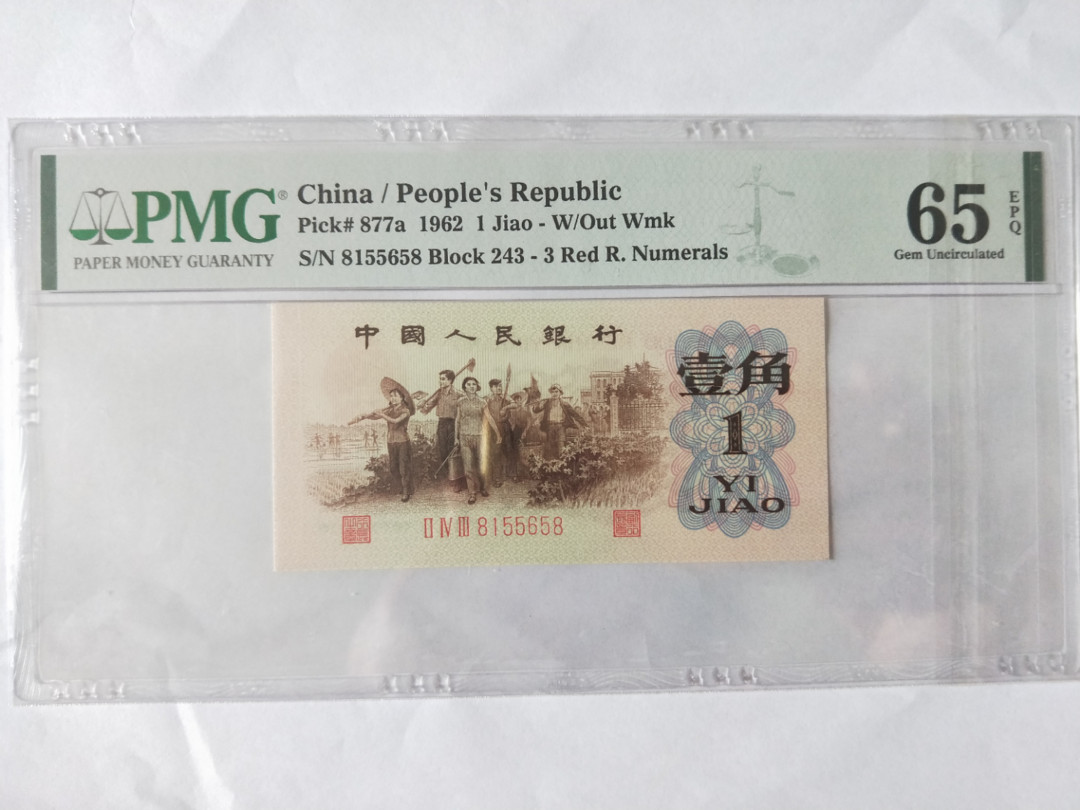 PMG®
PAPER MONEY GUARANTY
China / People's Republic
Pick# 877a 1962 1 Jiao - W/Out Wmk
S/N 8155658 Block 243 - 3 Red R. Numerals
65
EPQ
Gem Uncirculated
中國人民銀行
壹角
1
YI
JIAO
II IV III 8155658